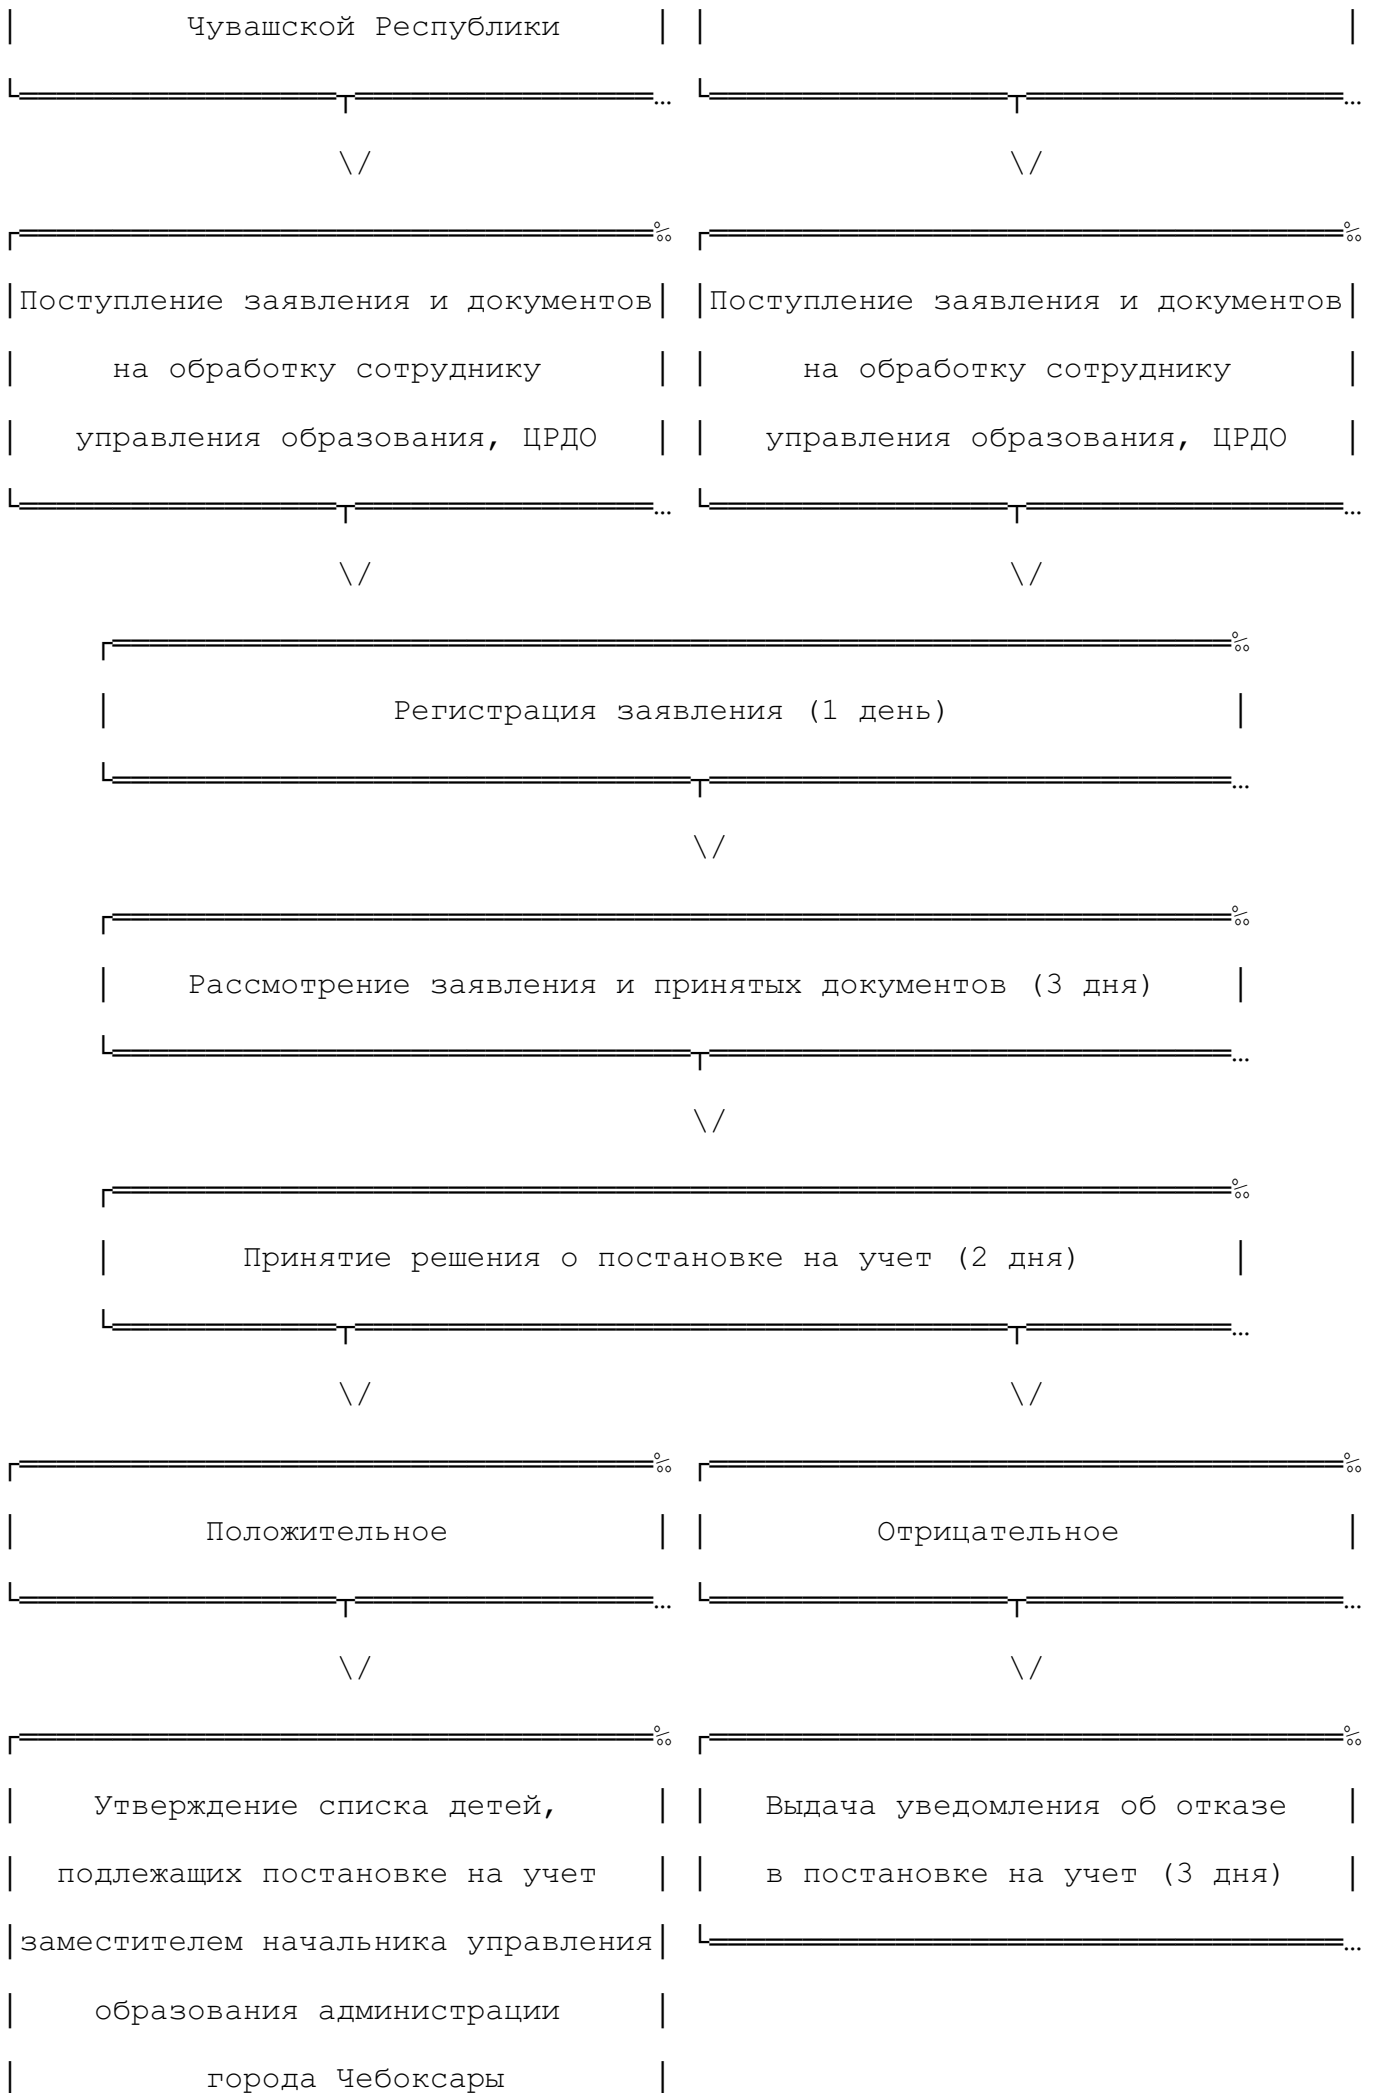 Чувашской Республики
Поступление заявления и документов
на обработку сотруднику
управления образования, ЦРДО
Поступление заявления и документов
на обработку сотруднику
управления образования, ЦРДО
Регистрация заявления (1 день)
Рассмотрение заявления и принятых документов (3 дня)
Принятие решения о постановке на учет (2 дня)
Положительное
Отрицательное
Утверждение списка детей,
подлежащих постановке на учет
заместителем начальника управления
образования администрации
города Чебоксары
Выдача уведомления об отказе
в постановке на учет (3 дня)